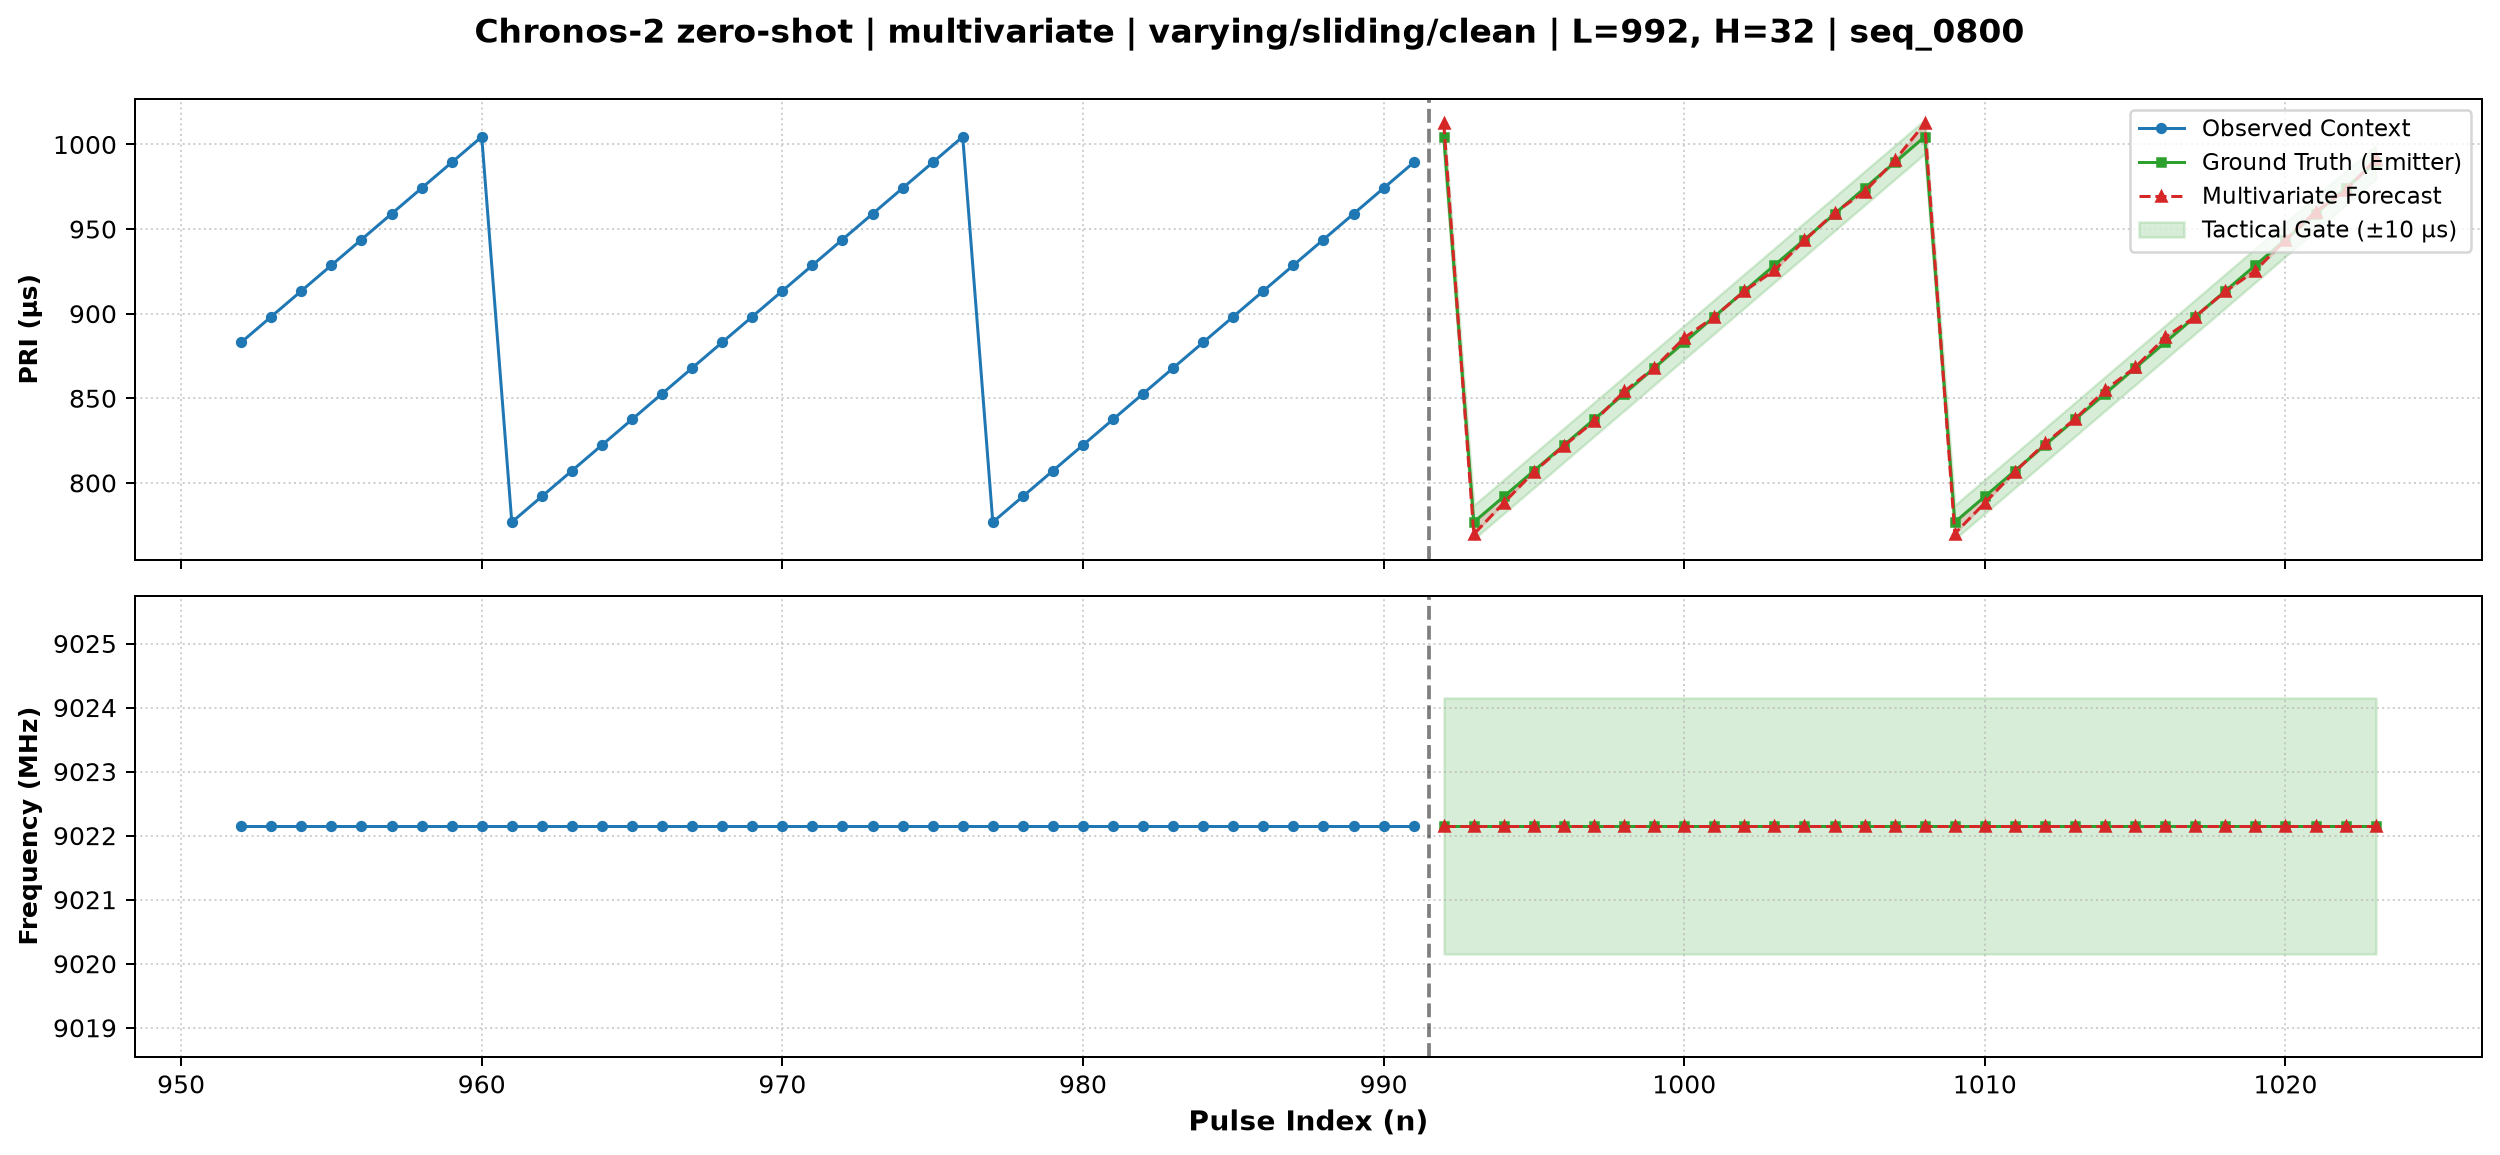 Chronos-2 zero-shot | multivariate | varying/sliding/clean | L=992, H=32 | seq_0800
PRI (µs)
1000
950
900
850
800
Observed Context
Ground Truth (Emitter)
Multivariate Forecast
Tactical Gate (±10 µs)
Frequency (MHz)
9025
9024
9023
9022
9021
9020
9019
950 960 970 980 990 1000 1010 1020
Pulse Index (n)